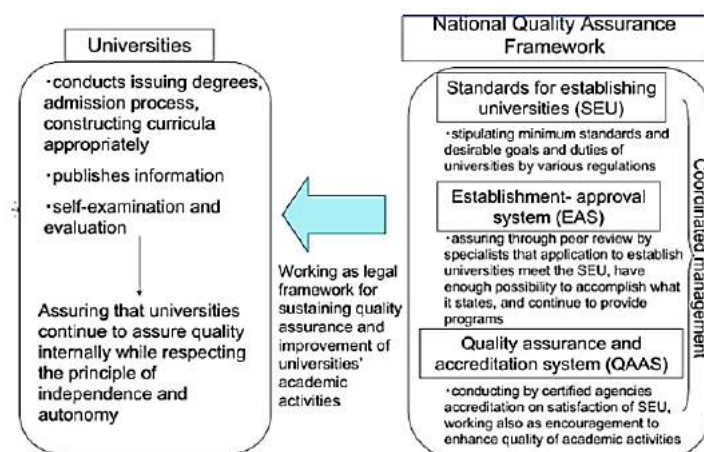 Universities
・conducts issuing degrees,
admission process,
constructing curricula
appropriately
・publishes information
・self-examination and
evaluation
Assuring that universities
continue to assure quality
internally while respecting
the principle of
independence and
autonomy
Working as legal
framework for
sustaining quality
assurance and
improvement of
universities'
academic
activities
National Quality Assurance
Framework
Standards for establishing
universities (SEU)
・stipulating minimum standards and
desirable goals and duties of
universities by various regulations
Establishment- approval
system (EAS)
・assuring through peer review by
specialists that application to establish
universities meet the SEU, have
enough possibility to accomplish what
it states, and continue to provide
programs
Quality assurance and
accreditation system (QAAS)
・conducting by certified agencies
accreditation on satisfaction of SEU,
working also as encouragement to
enhance quality of academic activities
Coordinated management